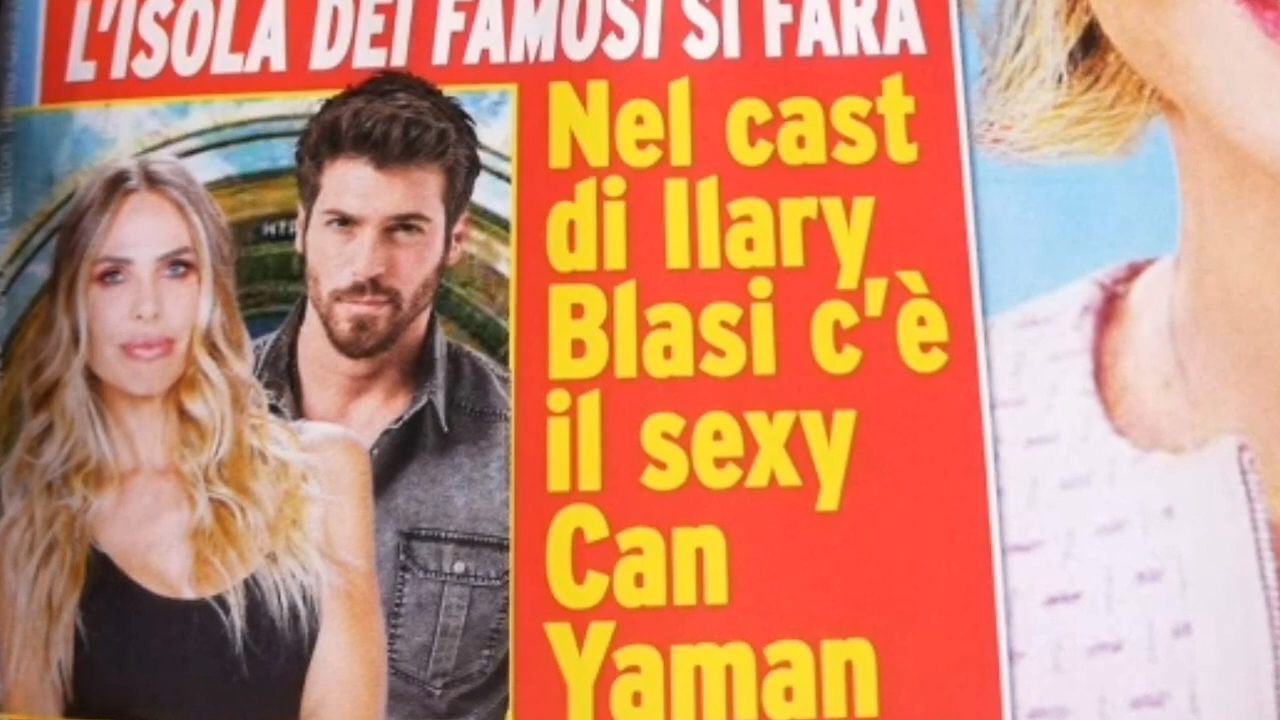 L'ISOLA DEI FAMOSI SI FARÀ
Nel cast
di Ilary
Blasi c'è
il sexy
Can
Yaman